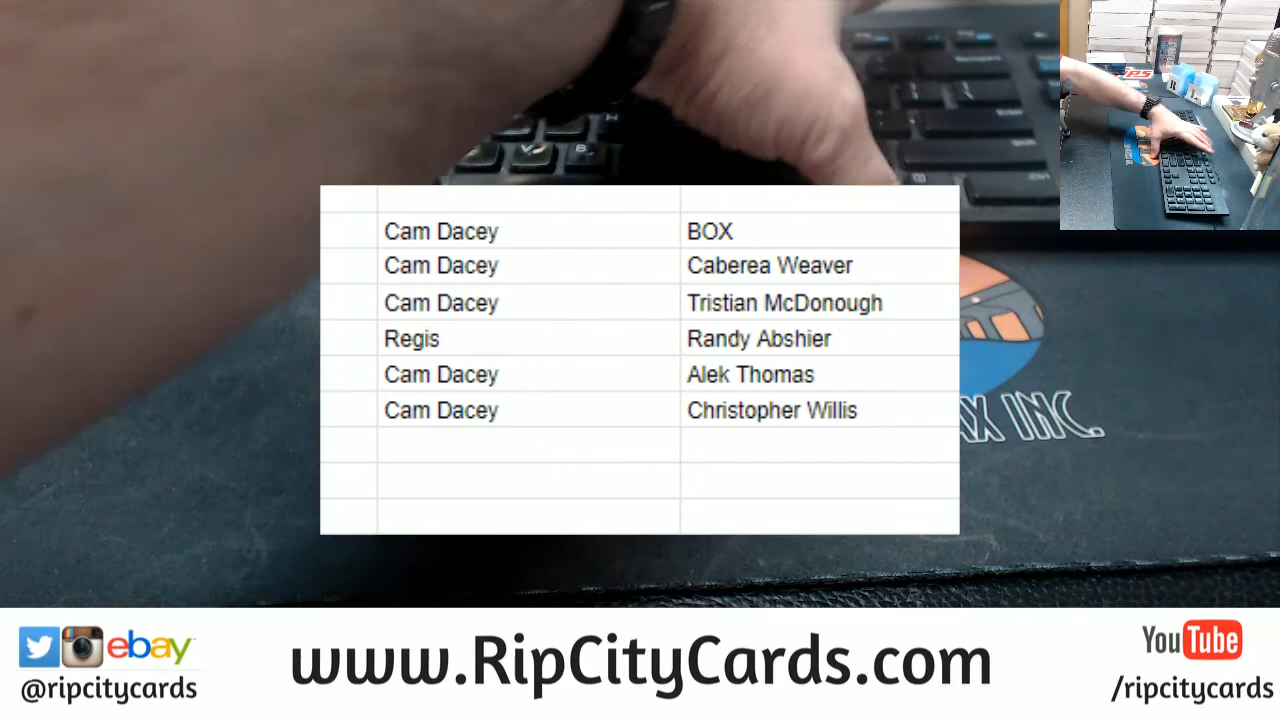 Cam Dacey BOX
Cam Dacey Caberea Weaver
Cam Dacey Tristian McDonough
Regis Randy Abshier
Cam Dacey Alek Thomas
Cam Dacey Christopher Willis
INC.
ebay
@ripcitycards
www.RipCityCards.com
YouTube
/ripcitycards
H
V
B